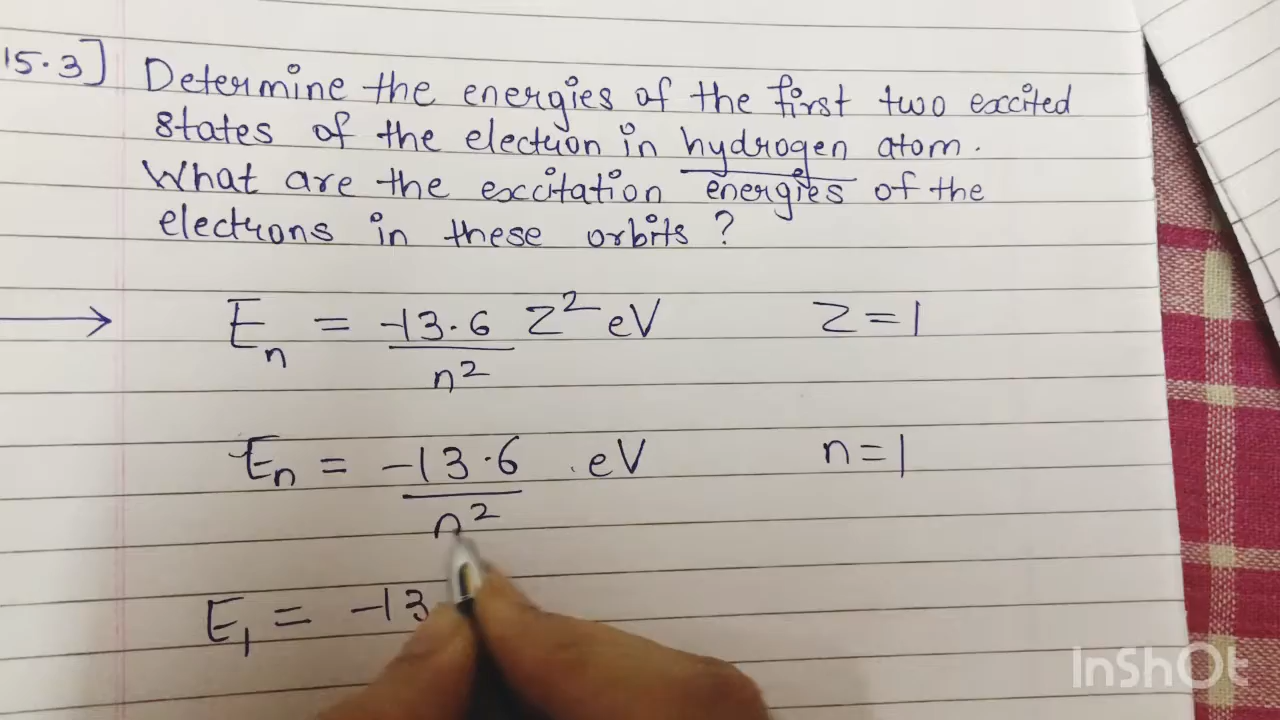 15.3] Determine the energies of the first two excited
states of the electron in hydrogen atom.
What are the excitation energies of the
electrons in these orbits ?
→ Eₙ = -13.6/n² Z² eV Z=1
Eₙ = -13.6/n² .eV n=1
E₁ = -13
InShOt